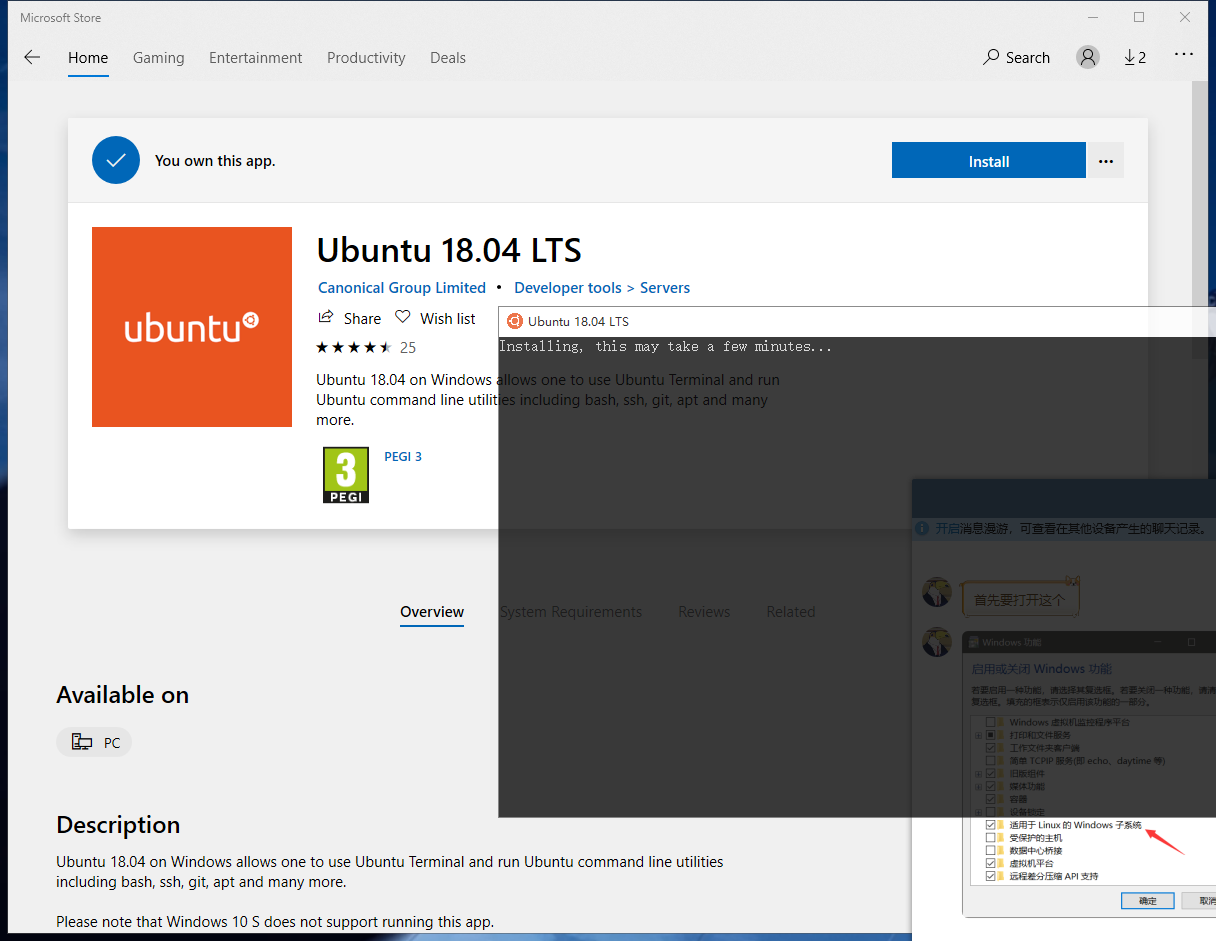 Microsoft Store
Home Gaming Entertainment Productivity Deals
Search
2
You own this app.
Install
ubuntu
Ubuntu 18.04 LTS
Canonical Group Limited • Developer tools > Servers
Share Wish list
25
Ubuntu 18.04 on Windows allows one to use Ubuntu Terminal and run
Ubuntu command line utilities including bash, ssh, git, apt and many
more.
3
PEGI
PEGI 3
Ubuntu 18.04 LTS
Installing, this may take a few minutes...
Overview System Requirements Reviews Related
Available on
PC
Description
Ubuntu 18.04 on Windows allows one to use Ubuntu Terminal and run Ubuntu command line utilities
including bash, ssh, git, apt and many more.
Please note that Windows 10 S does not support running this app.
开启消息漫游，可查看在其他设备产生的聊天记录。
首先要打开这个
Windows 功能
启用或关闭 Windows 功能
若要启用一种功能，请选择其复选框。若要关闭一种功能，请清
复选框。填充的框表示仅启用该功能的一部分。
Windows 虚拟机监控程序平台
打印和文件服务
工作文件夹客户端
简单 TCPIP 服务(即 echo、daytime 等)
旧版组件
媒体功能
容器
设备锁定
适用于 Linux 的 Windows 子系统
受保护的主机
数据中心桥接
虚拟机平台
远程差分压缩 API 支持
确定
取消